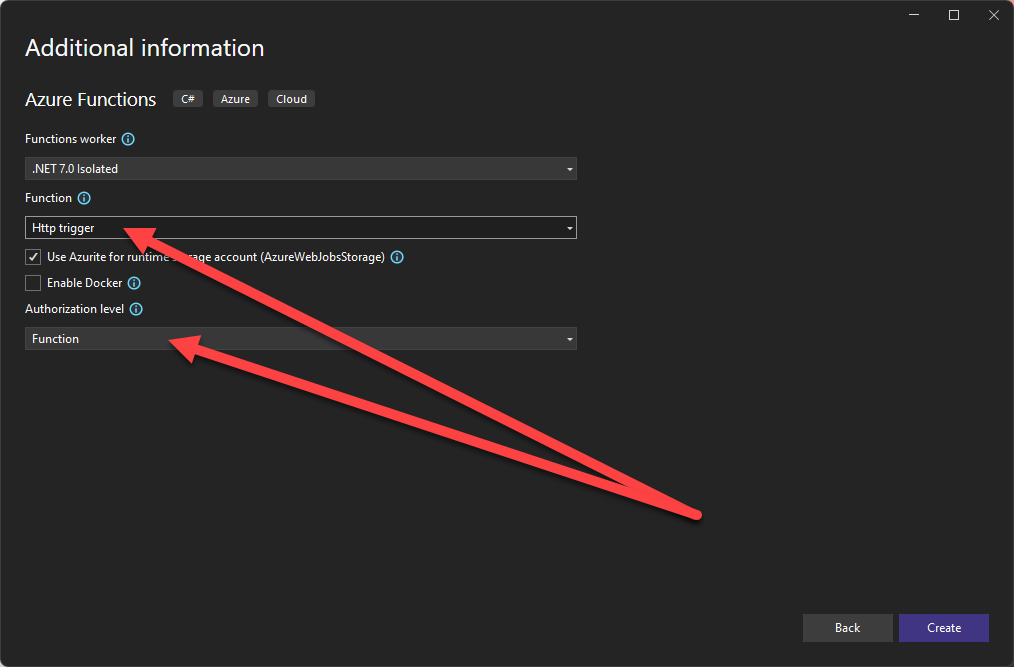 Additional information
Azure Functions C# Azure Cloud
Functions worker
.NET 7.0 Isolated
Function
Http trigger
Use Azurite for runtime storage account (AzureWebJobsStorage)
Enable Docker
Authorization level
Function
Back Create